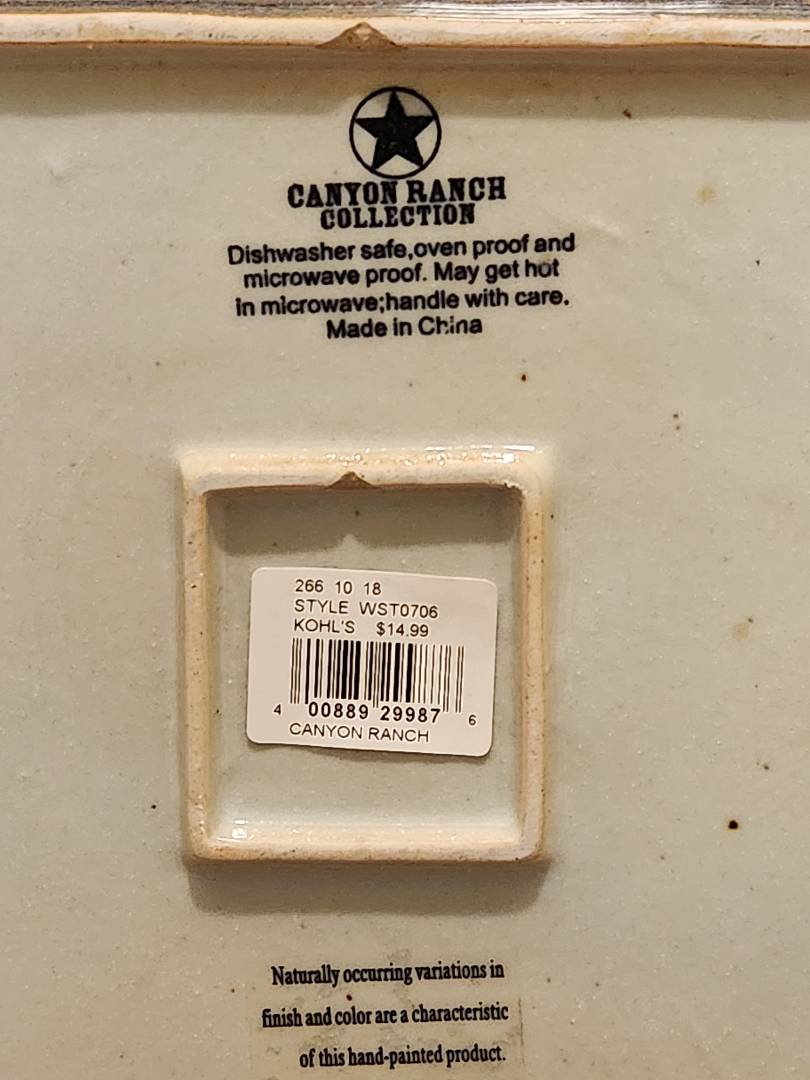 CANYON RANCH
COLLECTION
Dishwasher safe,oven proof and
microwave proof. May get hot
in microwave;handle with care.
Made in China
266 10 18
STYLE WST0706
KOHL'S $14.99
4 00889 29987 6
CANYON RANCH
Naturally occurring variations in
finish and color are a characteristic
of this hand-painted product.